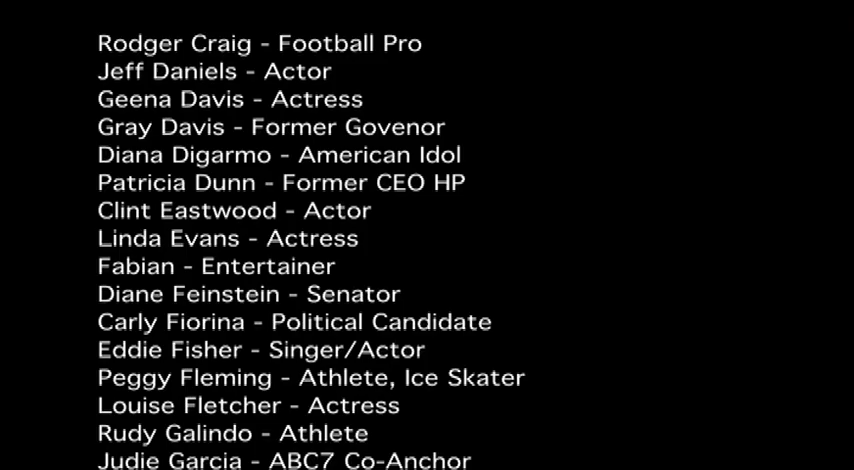 Rodger Craig - Football Pro
Jeff Daniels - Actor
Geena Davis - Actress
Gray Davis - Former Govenor
Diana Digarmo - American Idol
Patricia Dunn - Former CEO HP
Clint Eastwood - Actor
Linda Evans - Actress
Fabian - Entertainer
Diane Feinstein - Senator
Carly Fiorina - Political Candidate
Eddie Fisher - Singer/Actor
Peggy Fleming - Athlete, Ice Skater
Louise Fletcher - Actress
Rudy Galindo - Athlete
Judie Garcia - ABC7 Co-Anchor